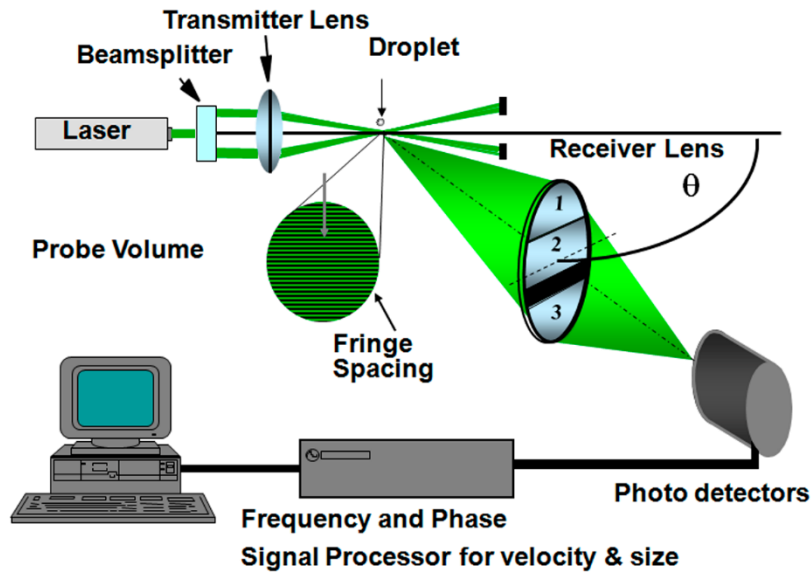 Transmitter Lens
Beamsplitter
Droplet
Laser
Receiver Lens
θ
1
2
3
Probe Volume
Fringe
Spacing
Photo detectors
Frequency and Phase
Signal Processor for velocity & size